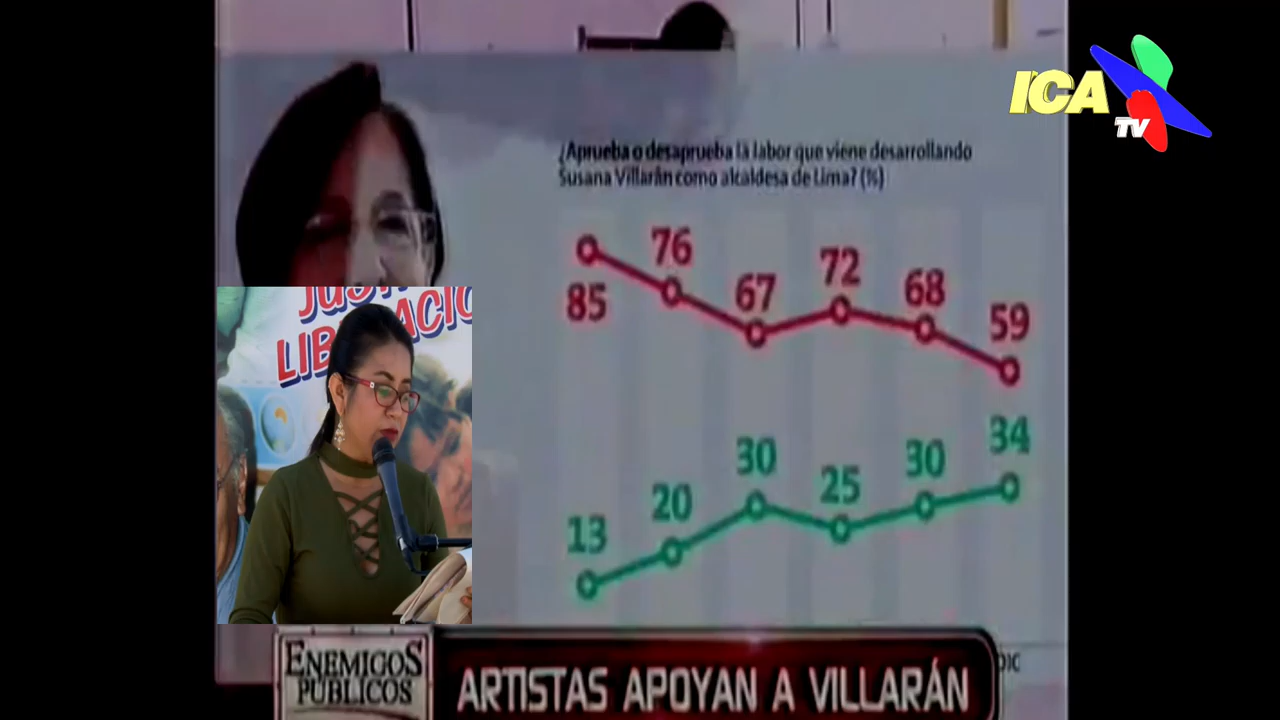 ICA
TV
¿Aprueba o desaprueba la labor que viene desarrollando
Susana Villarán como alcaldesa de Lima? (%)
85 76 67 72 68 59
13 20 30 25 30 34
LIB
ENEMIGOS
PÚBLICOS
ARTISTAS APOYAN A VILLARÁN